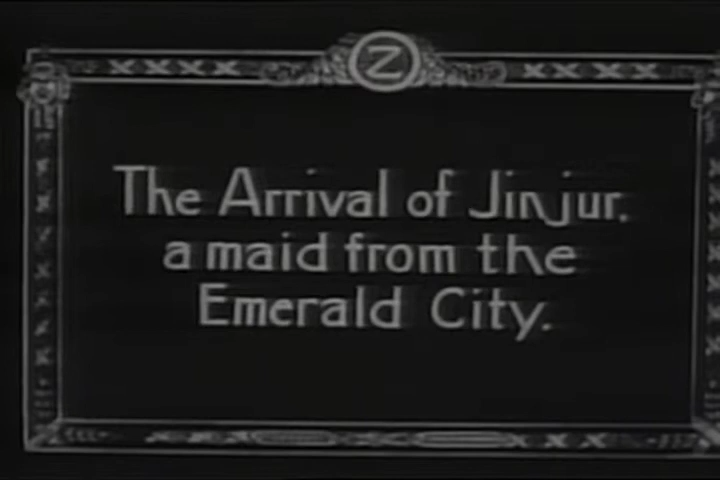 Z
The Arrival of Jinjur,
a maid from the
Emerald City.